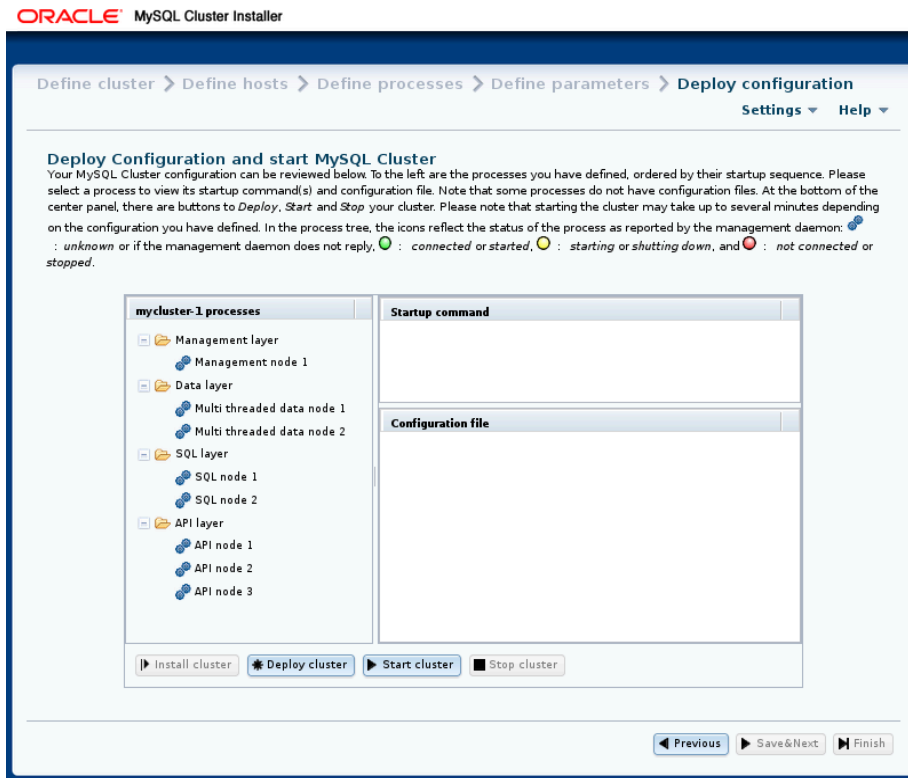 ORACLE MySQL Cluster Installer
Define cluster > Define hosts > Define processes > Define parameters > Deploy configuration
Settings Help
Deploy Configuration and start MySQL Cluster
Your MySQL Cluster configuration can be reviewed below. To the left are the processes you have defined, ordered by their startup sequence. Please
select a process to view its startup command(s) and configuration file. Note that some processes do not have configuration files. At the bottom of the
center panel, there are buttons to Deploy, Start and Stop your cluster. Please note that starting the cluster may take up to several minutes depending
on the configuration you have defined. In the process tree, the icons reflect the status of the process as reported by the management daemon:
: unknown or if the management daemon does not reply, : connected or started, : starting or shutting down, and : not connected or
stopped.
mycluster-1 processes
Management layer
Management node 1
Data layer
Multi threaded data node 1
Multi threaded data node 2
SQL layer
SQL node 1
SQL node 2
API layer
API node 1
API node 2
API node 3
Startup command
Configuration file
Install cluster Deploy cluster Start cluster Stop cluster
Previous Save&Next Finish